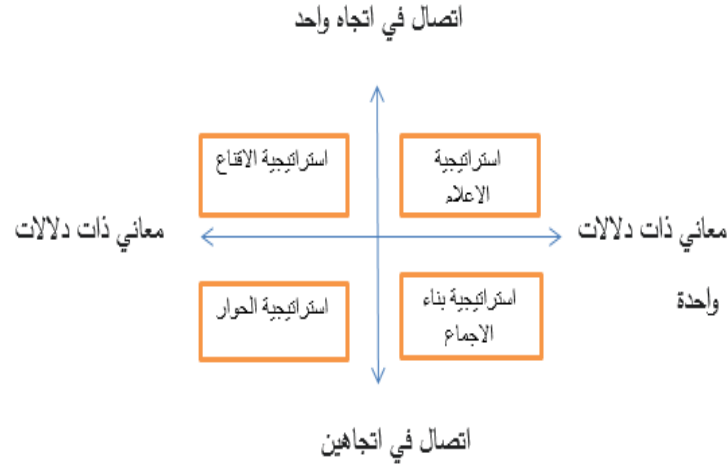 اتصال في اتجاه واحد
استراتيجية
الاعلام
استراتيجية الاقناع
معاني ذات دلالات
واحدة
معاني ذات دلالات
استراتيجية بناء
الاجماع
استراتيجية الحوار
اتصال في اتجاهين